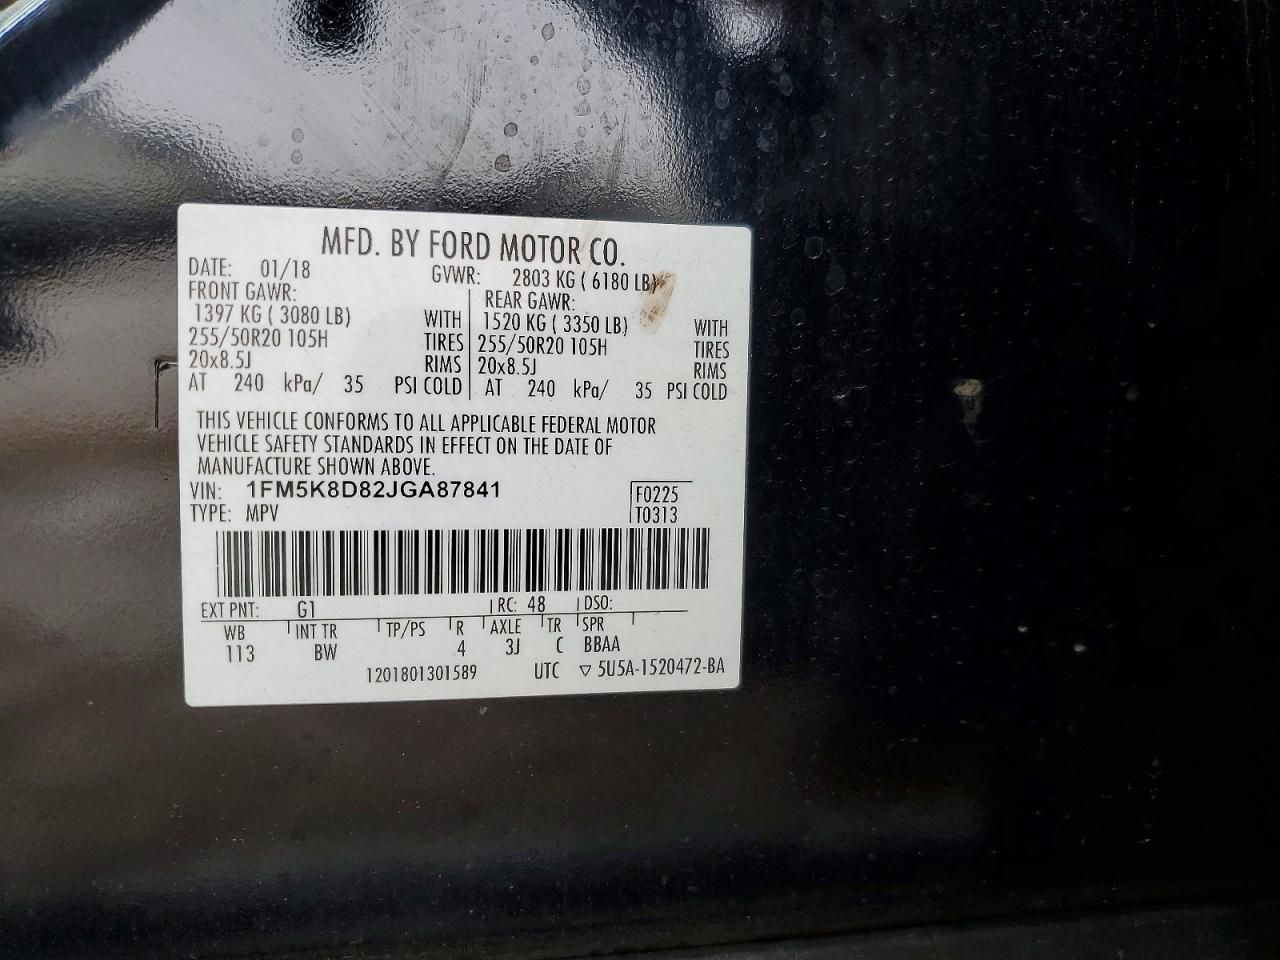 MFD. BY FORD MOTOR CO.
DATE: 01/18 GVWR: 2803 KG ( 6180 LB)
FRONT GAWR: REAR GAWR:
1397 KG ( 3080 LB) WITH 1520 KG ( 3350 LB) WITH
255/50R20 105H TIRES 255/50R20 105H TIRES
20x8.5J RIMS 20x8.5J RIMS
AT 240 kPa/ 35 PSI COLD AT 240 kPa/ 35 PSI COLD
THIS VEHICLE CONFORMS TO ALL APPLICABLE FEDERAL MOTOR
VEHICLE SAFETY STANDARDS IN EFFECT ON THE DATE OF
MANUFACTURE SHOWN ABOVE.
VIN: 1FM5K8D82JGA87841 F0225
TYPE: MPV T0313
EXT PNT: G1 RC: 48 DSO:
WB INT TR TP/PS R AXLE TR SPR
113 BW 4 3J C BBAA
1201801301589 UTC ▽ 5U5A-1520472-BA